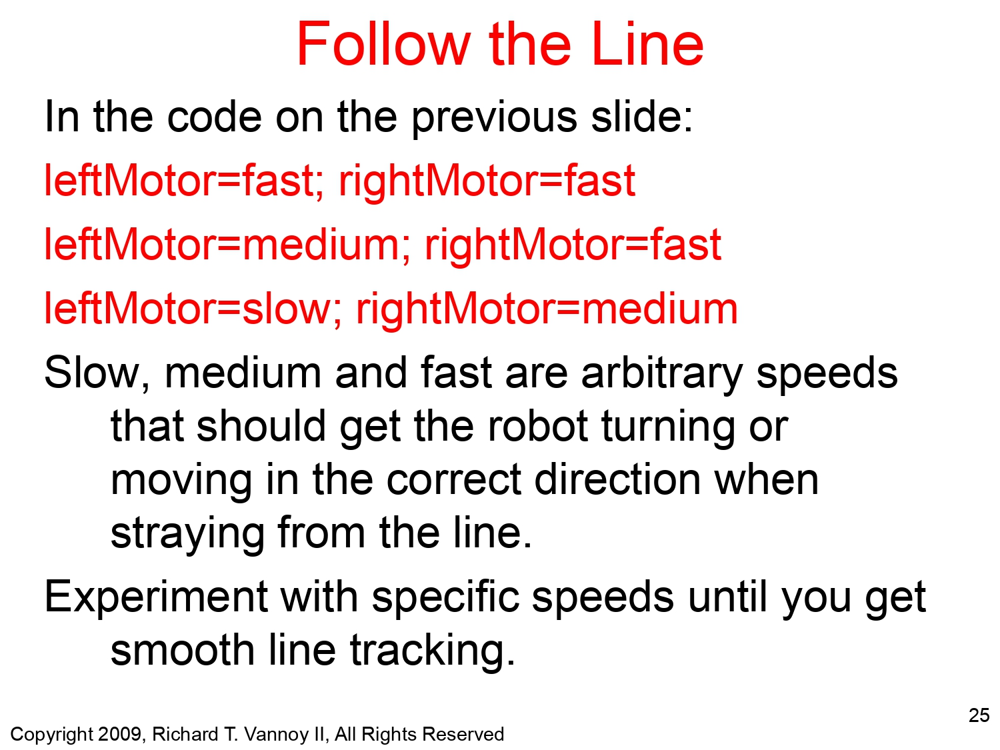 Follow the Line
In the code on the previous slide:
leftMotor=fast; rightMotor=fast
leftMotor=medium; rightMotor=fast
leftMotor=slow; rightMotor=medium
Slow, medium and fast are arbitrary speeds
that should get the robot turning or
moving in the correct direction when
straying from the line.
Experiment with specific speeds until you get
smooth line tracking.
25
Copyright 2009, Richard T. Vannoy II, All Rights Reserved